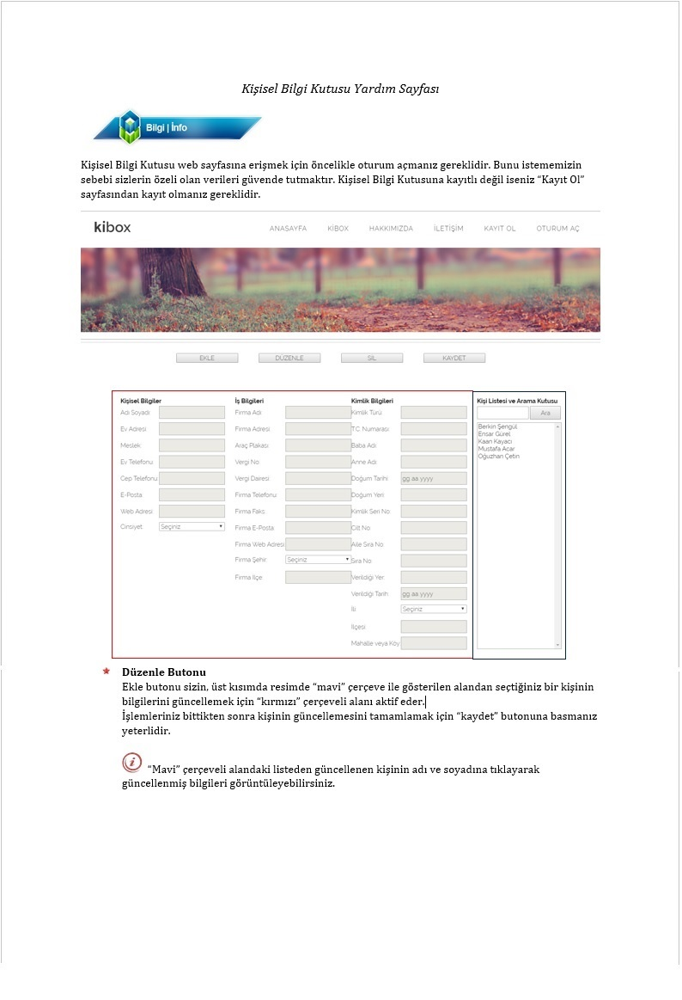 Kişisel Bilgi Kutusu Yardım Sayfası
Bilgi | İnfo
Kişisel Bilgi Kutusu web sayfasına erişmek için öncelikle oturum açmanız gereklidir. Bunu istememizin
sebebi sizlerin özeli olan verileri güvende tutmaktır. Kişisel Bilgi Kutusuna kayıtlı değil iseniz “Kayıt Ol”
sayfasından kayıt olmanız gereklidir.
kibox
ANASAYFA KİBOX HAKKIMIZDA İLETİŞİM KAYIT OL OTURUM AÇ
EKLE DÜZENLE SİL KAYDET
Kişisel Bilgiler
Adı Soyadı:
Ev Adresi:
Meslek:
Ev Telefonu:
Cep Telefonu:
E-Posta:
Web Adresi:
Cinsiyet: Seçiniz
İş Bilgileri
Firma Adı:
Firma Adresi:
Araç Plakası:
Vergi No:
Vergi Dairesi:
Firma Telefonu:
Firma Faks:
Firma E-Posta:
Firma Web Adresi:
Firma Şehir: Seçiniz
Firma İlçe:
Kimlik Bilgileri
Kimlik Türü:
T.C. Numarası:
Baba Adı:
Anne Adı:
Doğum Tarihi: gg.aa.yyyy
Doğum Yeri:
Kimlik Seri No:
Cilt No:
Aile Sıra No:
Sıra No:
Verildiği Yer:
Verildiği Tarih: gg.aa.yyyy
İli: Seçiniz
İlçesi:
Mahalle veya Köy:
Kişi Listesi ve Arama Kutusu
Ara
Berkin Şengül
Ensar Gürel
Kaan Kayacı
Mustafa Acar
Oğuzhan Çetin
Düzenle Butonu
Ekle butonu sizin, üst kısımda resimde “mavi” çerçeve ile gösterilen alandan seçtiğiniz bir kişinin
bilgilerini güncellemek için “kırmızı” çerçeveli alanı aktif eder.
İşlemleriniz bittikten sonra kişinin güncellemesini tamamlamak için “kaydet” butonuna basmanız
yeterlidir.
i “Mavi” çerçeveli alandaki listeden güncellenen kişinin adı ve soyadına tıklayarak
güncellenmiş bilgileri görüntüleyebilirsiniz.